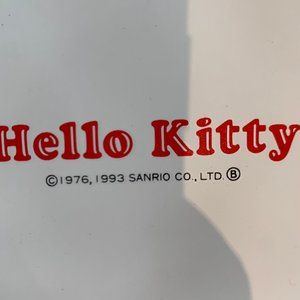 Hello Kitty
©1976, 1993 SANRIO CO., LTD. Ⓑ